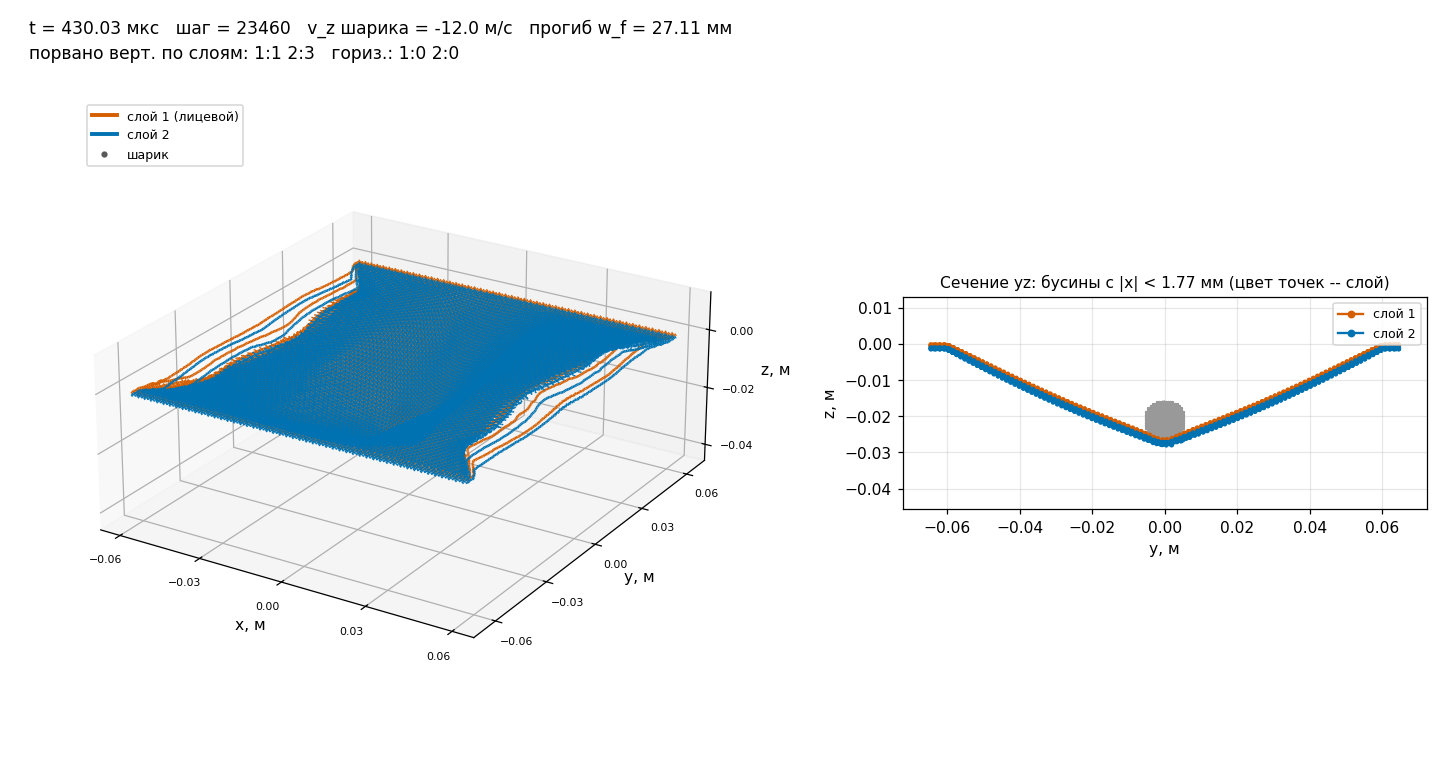 t = 430.03 мкс   шаг = 23460   v_z шарика = -12.0 м/с   прогиб w_f = 27.11 мм
порвано верт. по слоям: 1:1 2:3   гориз.: 1:0 2:0
слой 1 (лицевой)
слой 2
шарик
0.00
z, м
−0.02
−0.04
0.06
0.03
0.00
y, м
−0.03
−0.06
−0.06
−0.03
0.00
x, м
0.03
0.06
Сечение yz: бусины с |x| < 1.77 мм (цвет точек -- слой)
слой 1
слой 2
0.01
0.00
−0.01
−0.02
−0.03
−0.04
z, м
−0.06
−0.04
−0.02
0.00
0.02
0.04
0.06
y, м